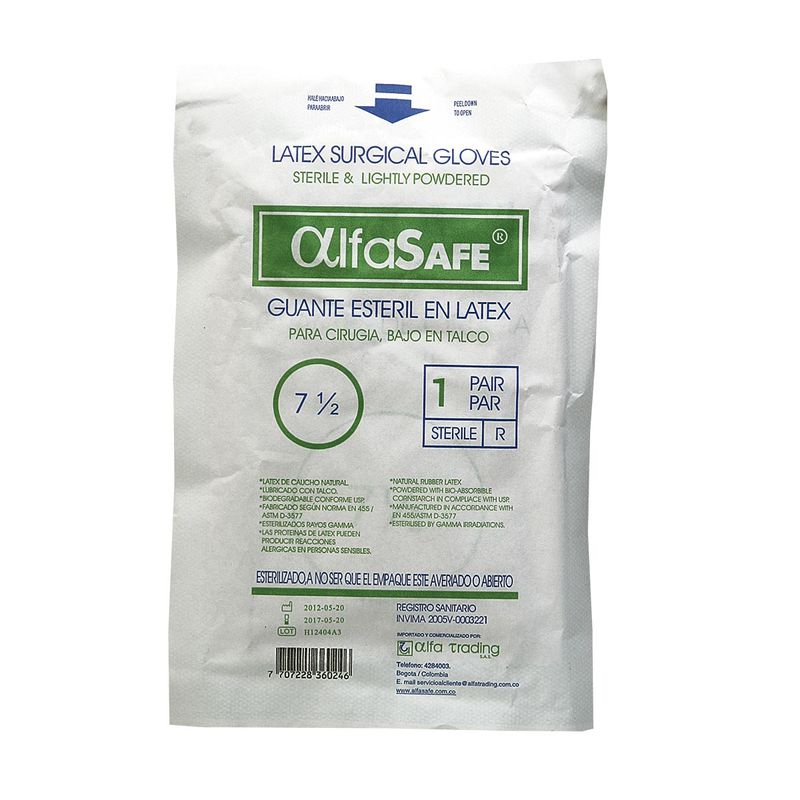 HALE HACIA ABAJO
PARA ABRIR
PEEL DOWN
TO OPEN
LATEX SURGICAL GLOVES
STERILE & LIGHTLY POWDERED
αlfaSAFE®
GUANTE ESTERIL EN LATEX
PARA CIRUGIA, BAJO EN TALCO
7 ½
1 PAIR
PAR
STERILE R
*LATEX DE CAUCHO NATURAL.
*LUBRICADO CON TALCO.
*BIODEGRADABLE CONFORME USP.
*FABRICADO SEGÚN NORMA EN 455/
ASTM D-3577
*ESTERILIZADOS RAYOS GAMMA
*LAS PROTEINAS DE LATEX PUEDEN
PRODUCIR REACCIONES
ALERGICAS EN PERSONAS SENSIBLES.
*NATURAL RUBBER LATEX.
*POWDERED WITH BIO-ABSORBIBLE
CORNSTARCH IN COMPLIACE WITH USP.
*MANUFACTURED IN ACCORDANCE WITH
EN 455/ASTM D-3577
*ESTERILISED BY GAMMA IRRADIATIONS.
ESTERILIZADO,A NO SER QUE EL EMPAQUE ESTE AVERIADO O ABIERTO
2012-05-20
2017-05-20
LOT H12404A3
7 707228 360246
REGISTRO SANITARIO
INVIMA 2005V-0003221
IMPORTADO Y COMERCIALIZADO POR:
αlfa trading
S.A.S.
Telefono: 4284003.
Bogota / Colombia
E. mail servicioalcliente@alfatrading.com.co
www.alfasafe.com.co